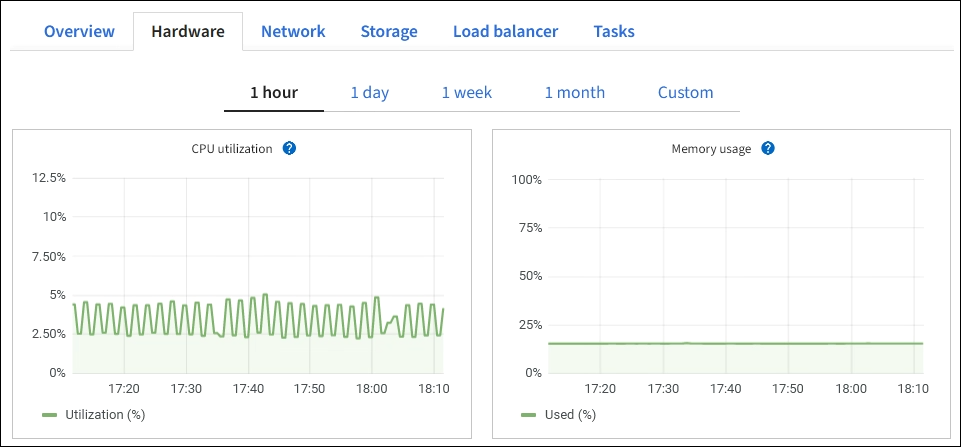 Overview Hardware Network Storage Load balancer Tasks
1 hour 1 day 1 week 1 month Custom
CPU utilization ?
12.5%
10%
7.50%
5%
2.50%
0%
17:20 17:30 17:40 17:50 18:00 18:10
Utilization (%)
Memory usage ?
100%
75%
50%
25%
0%
17:20 17:30 17:40 17:50 18:00 18:10
Used (%)